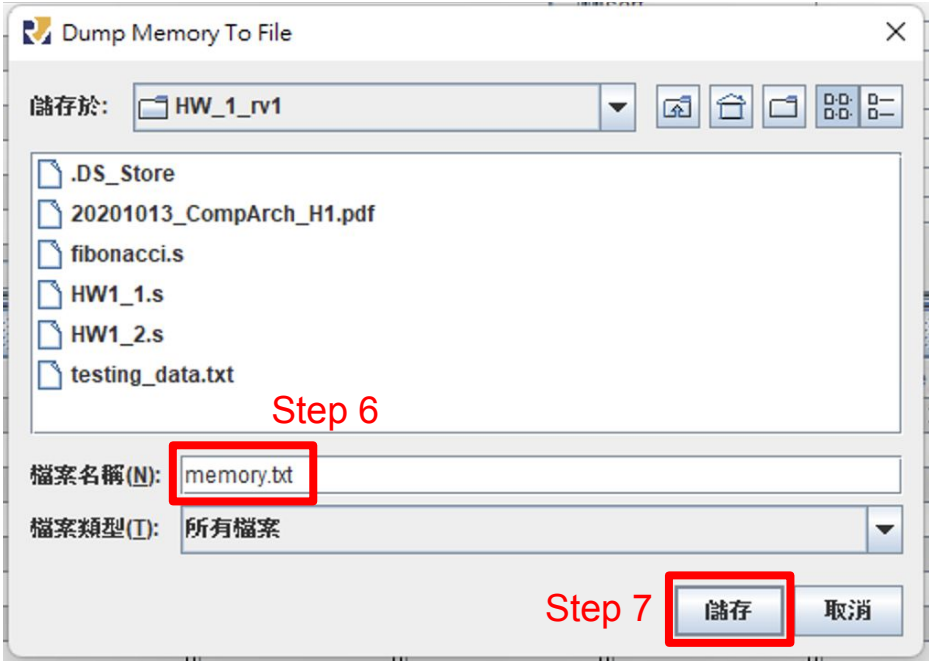 Dump Memory To File
儲存於: HW_1_rv1
.DS_Store
20201013_CompArch_H1.pdf
fibonacci.s
HW1_1.s
HW1_2.s
testing_data.txt
Step 6
檔案名稱(N): memory.txt
檔案類型(T): 所有檔案
Step 7 儲存 取消